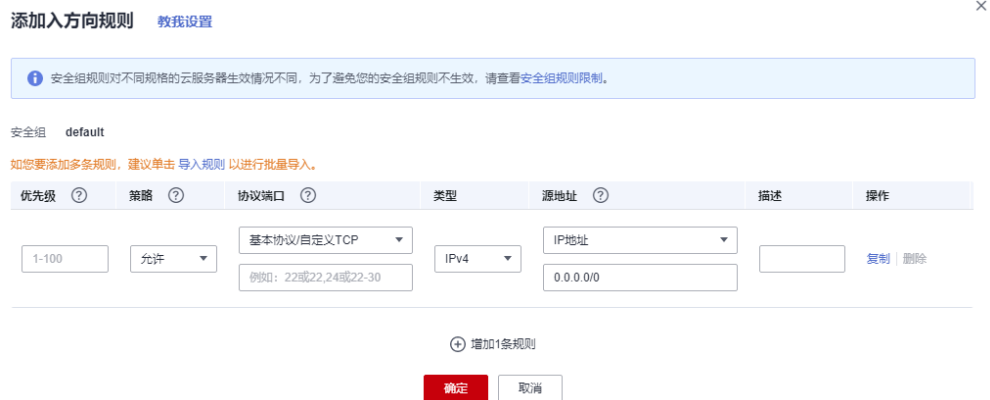 添加入方向规则 教我设置
安全组规则对不同规格的云服务器生效情况不同，为了避免您的安全组规则不生效，请查看安全组规则限制。
安全组 default
如您要添加多条规则，建议单击 导入规则 以进行批量导入。
优先级 ? 策略 ? 协议端口 ? 类型 源地址 ? 描述 操作
基本协议/自定义TCP IP地址
1-100 允许 IPv4 复制 删除
例如：22或22,24或22-30 0.0.0.0/0
增加1条规则
确定 取消